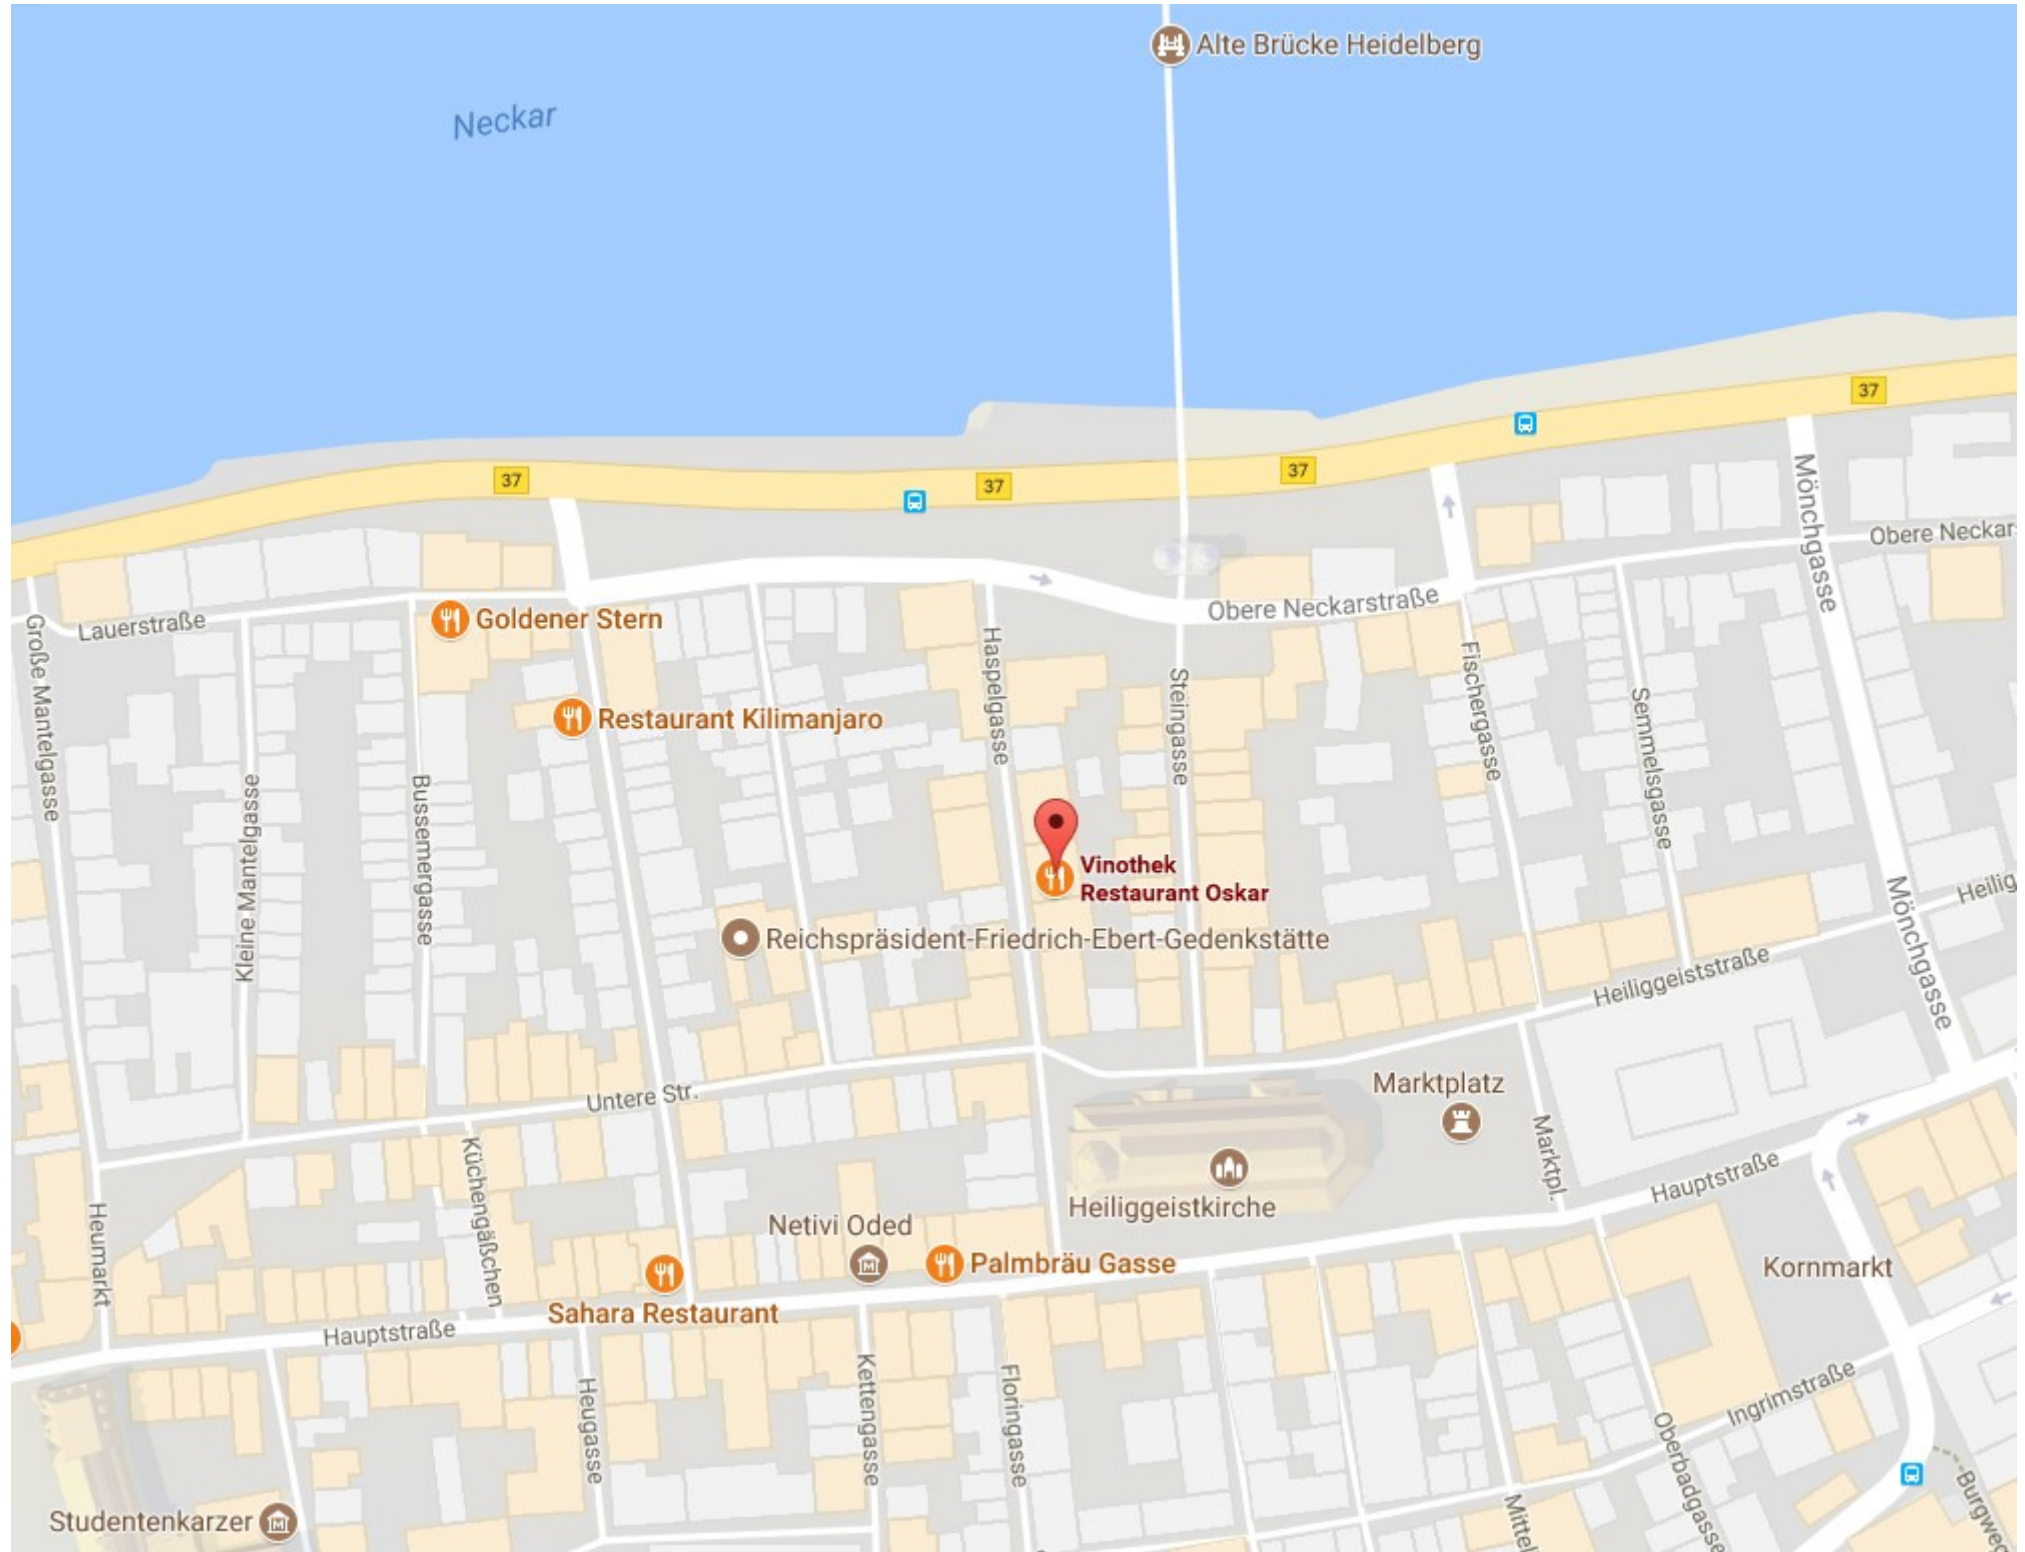 Alte Brücke Heidelberg
Neckar
37
37
37
37
Mönchgasse
Obere Neckar
Obere Neckarstraße
Lauerstraße
Goldener Stern
Große Mantelgasse
Haspelgasse
Steingasse
Fischergasse
Semmelsgasse
Restaurant Kilimanjaro
Kleine Mantelgasse
Bussemergasse
Vinothek
Restaurant Oskar
Reichspräsident-Friedrich-Ebert-Gedenkstätte
Heilig
Mönchgasse
Heiliggeiststraße
Untere Str.
Marktplatz
Marktpl.
Küchengäßchen
Heiliggeistkirche
Hauptstraße
Heumarkt
Netivi Oded
Palmbräu Gasse
Kornmarkt
Sahara Restaurant
Hauptstraße
Heugasse
Kettengasse
Floringasse
Ingrimstraße
Oberbadgasse
Mittel
Burgweg
Studentenkarzer